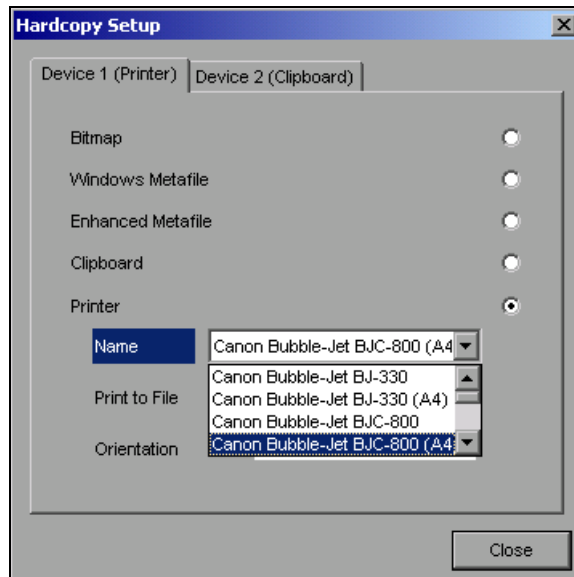 Hardcopy Setup
Device 1 (Printer) Device 2 (Clipboard)
Bitmap
Windows Metafile
Enhanced Metafile
Clipboard
Printer
Name Canon Bubble-Jet BJC-800 (A4
Canon Bubble-Jet BJ-330
Print to File Canon Bubble-Jet BJ-330 (A4)
Canon Bubble-Jet BJC-800
Orientation Canon Bubble-Jet BJC-800 (A4
Close